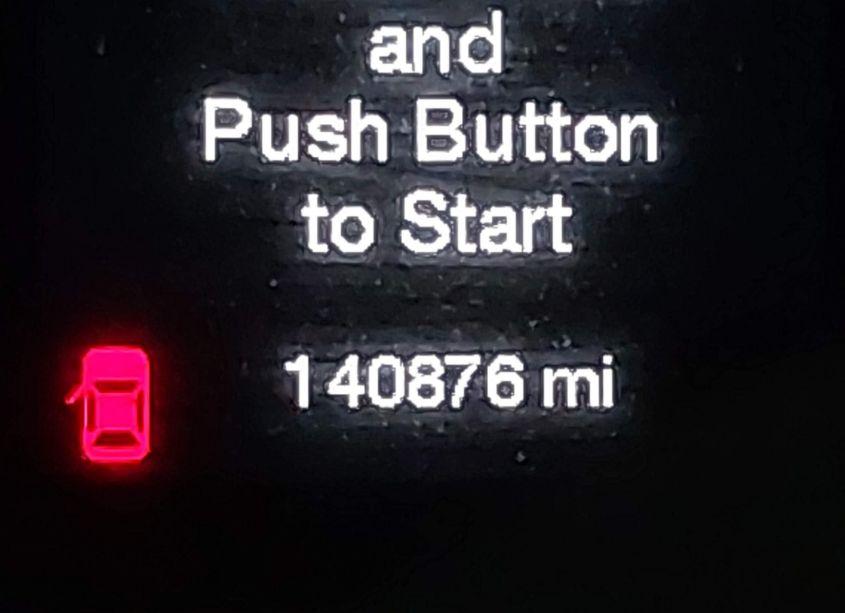 and
Push Button
to Start
140876 mi